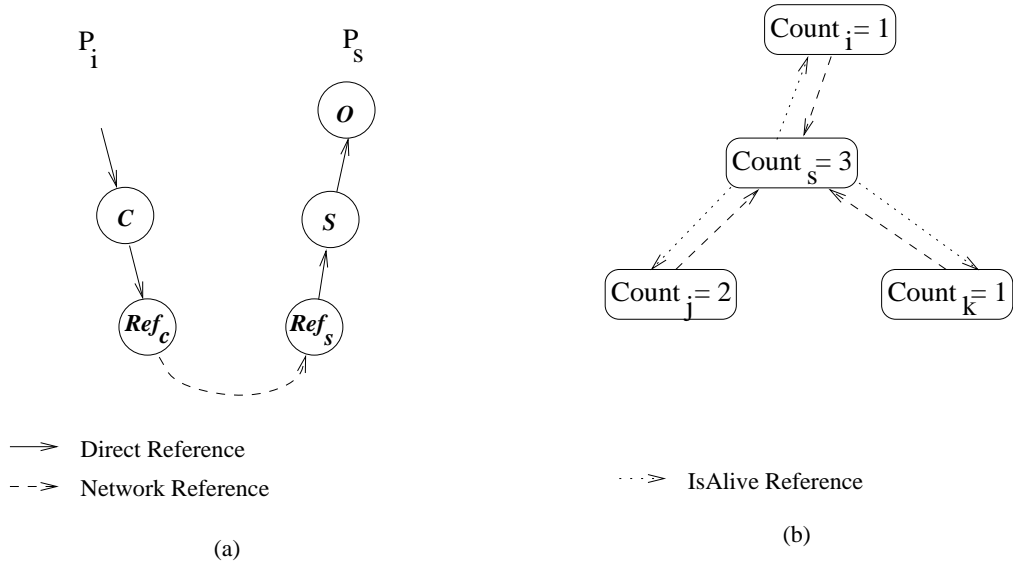 P_i
P_s
O
C
S
Ref_c
Ref_s
Direct Reference
Network Reference
(a)
Count_i = 1
Count_s = 3
Count_j = 2
Count_k = 1
IsAlive Reference
(b)